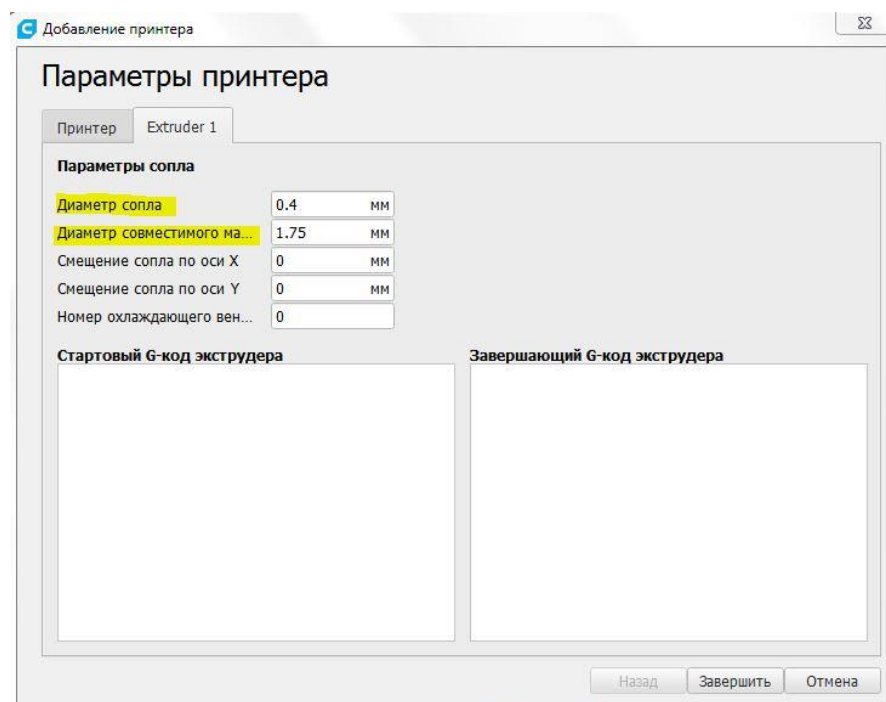 Добавление принтера
Параметры принтера
Принтер
Extruder 1
Параметры сопла
Диаметр сопла
0.4 мм
Диаметр совместимого ма...
1.75 мм
Смещение сопла по оси X
0 мм
Смещение сопла по оси Y
0 мм
Номер охлаждающего вен...
0
Стартовый G-код экструдера
Завершающий G-код экструдера
Назад
Завершить
Отмена